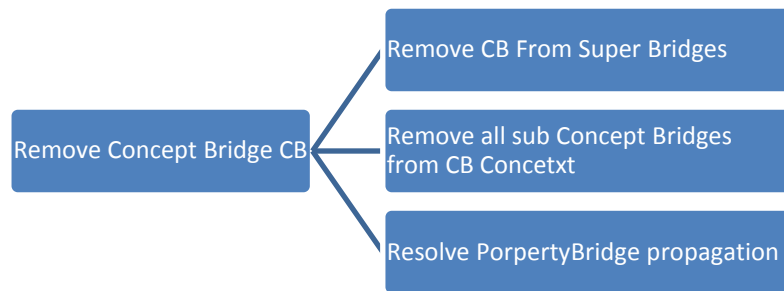 Remove CB From Super Bridges
Remove Concept Bridge CB
Remove all sub Concept Bridges
from CB Concetxt
Resolve PorpertyBridge propagation